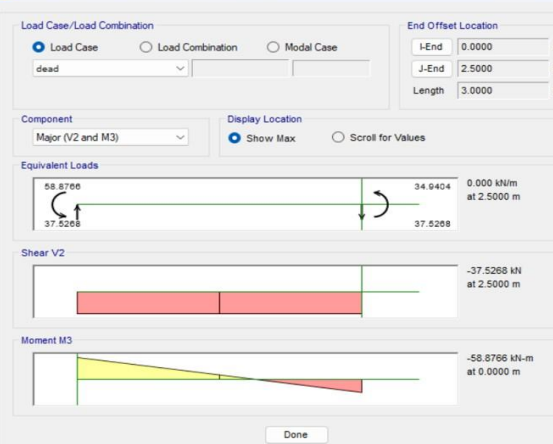 Load Case/Load Combination
Load Case
Load Combination
Modal Case
dead
End Offset Location
I-End 0.0000
J-End 2.5000
Length 3.0000
Component
Major (V2 and M3)
Display Location
Show Max
Scroll for Values
Equivalent Loads
58.8766
34.9404
37.5268
37.5268
0.000 kN/m
at 2.5000 m
Shear V2
-37.5268 kN
at 2.5000 m
Moment M3
-58.8766 kN-m
at 0.0000 m
Done